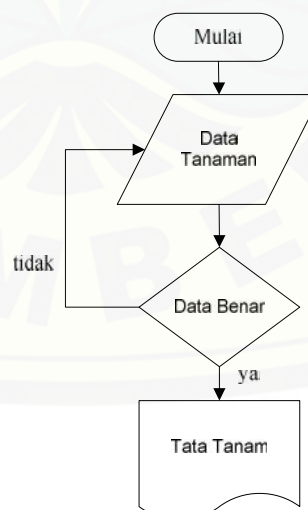 Mulai
Data
Tanaman
tidak
Data Benar
ya
Tata Tanam